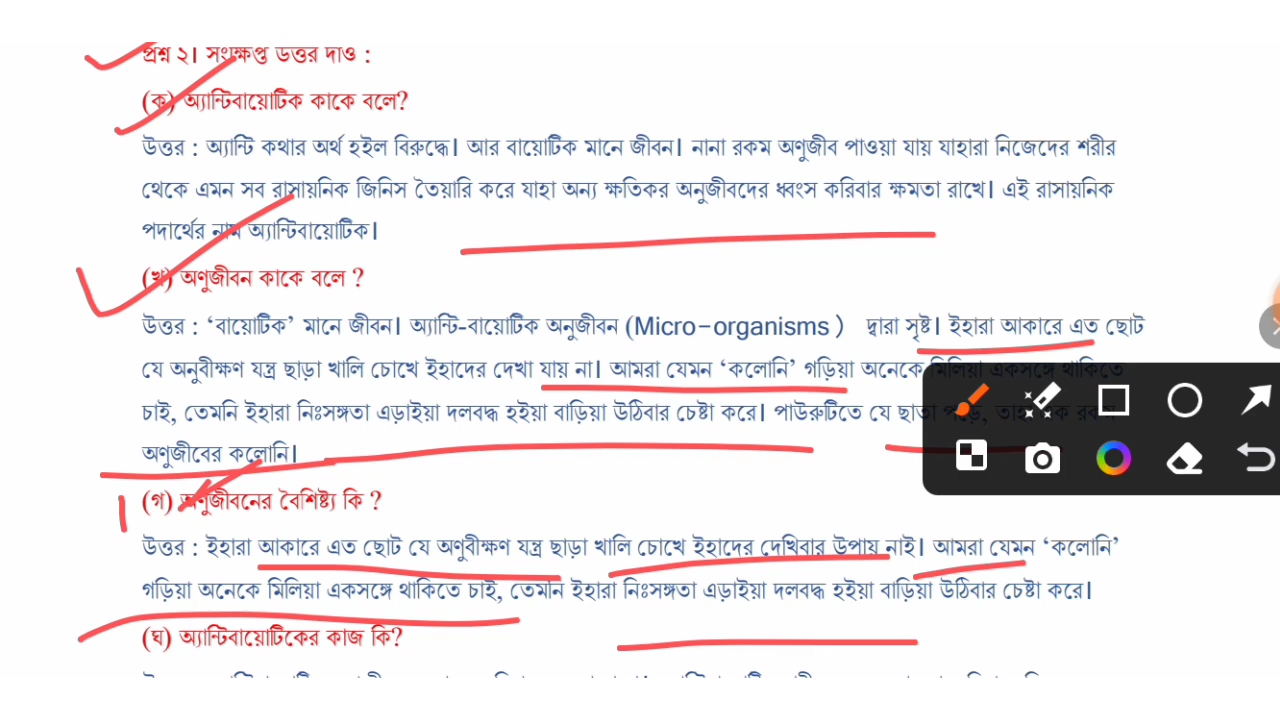 প্রশ্ন ২। সংক্ষিপ্ত উত্তর দাও :
(ক) অ্যান্টিবায়োটিক কাকে বলে?
উত্তর : অ্যান্টি কথার অর্থ হইল বিরুদ্ধে। আর বায়োটিক মানে জীবন। নানা রকম অণুজীব পাওয়া যায় যাহারা নিজেদের শরীর
থেকে এমন সব রাসায়নিক জিনিস তৈয়ারি করে যাহা অন্য ক্ষতিকর অনুজীবদের ধ্বংস করিবার ক্ষমতা রাখে। এই রাসায়নিক
পদার্থের নাম অ্যান্টিবায়োটিক।
(খ) অণুজীবন কাকে বলে ?
উত্তর : ‘বায়োটিক’ মানে জীবন। অ্যান্টি-বায়োটিক অনুজীবন (Micro-organisms ) দ্বারা সৃষ্ট। ইহারা আকারে এত ছোট
যে অনুবীক্ষণ যন্ত্র ছাড়া খালি চোখে ইহাদের দেখা যায় না। আমরা যেমন ‘কলোনি’ গড়িয়া অনেকে মিলিয়া একসঙ্গে থাকিতে
চাই, তেমনি ইহারা নিঃসঙ্গতা এড়াইয়া দলবদ্ধ হইয়া বাড়িয়া উঠিবার চেষ্টা করে। পাউরুটিতে যে ছাতা পড়ে,
অণুজীবের কলোনি।
(গ) অণুজীবনের বৈশিষ্ট্য কি ?
উত্তর : ইহারা আকারে এত ছোট যে অণুবীক্ষণ যন্ত্র ছাড়া খালি চোখে ইহাদের দেখিবার উপায় নাই। আমরা যেমন ‘কলোনি’
গড়িয়া অনেকে মিলিয়া একসঙ্গে থাকিতে চাই, তেমনি ইহারা নিঃসঙ্গতা এড়াইয়া দলবদ্ধ হইয়া বাড়িয়া উঠিবার চেষ্টা করে।
(ঘ) অ্যান্টিবায়োটিকের কাজ কি?